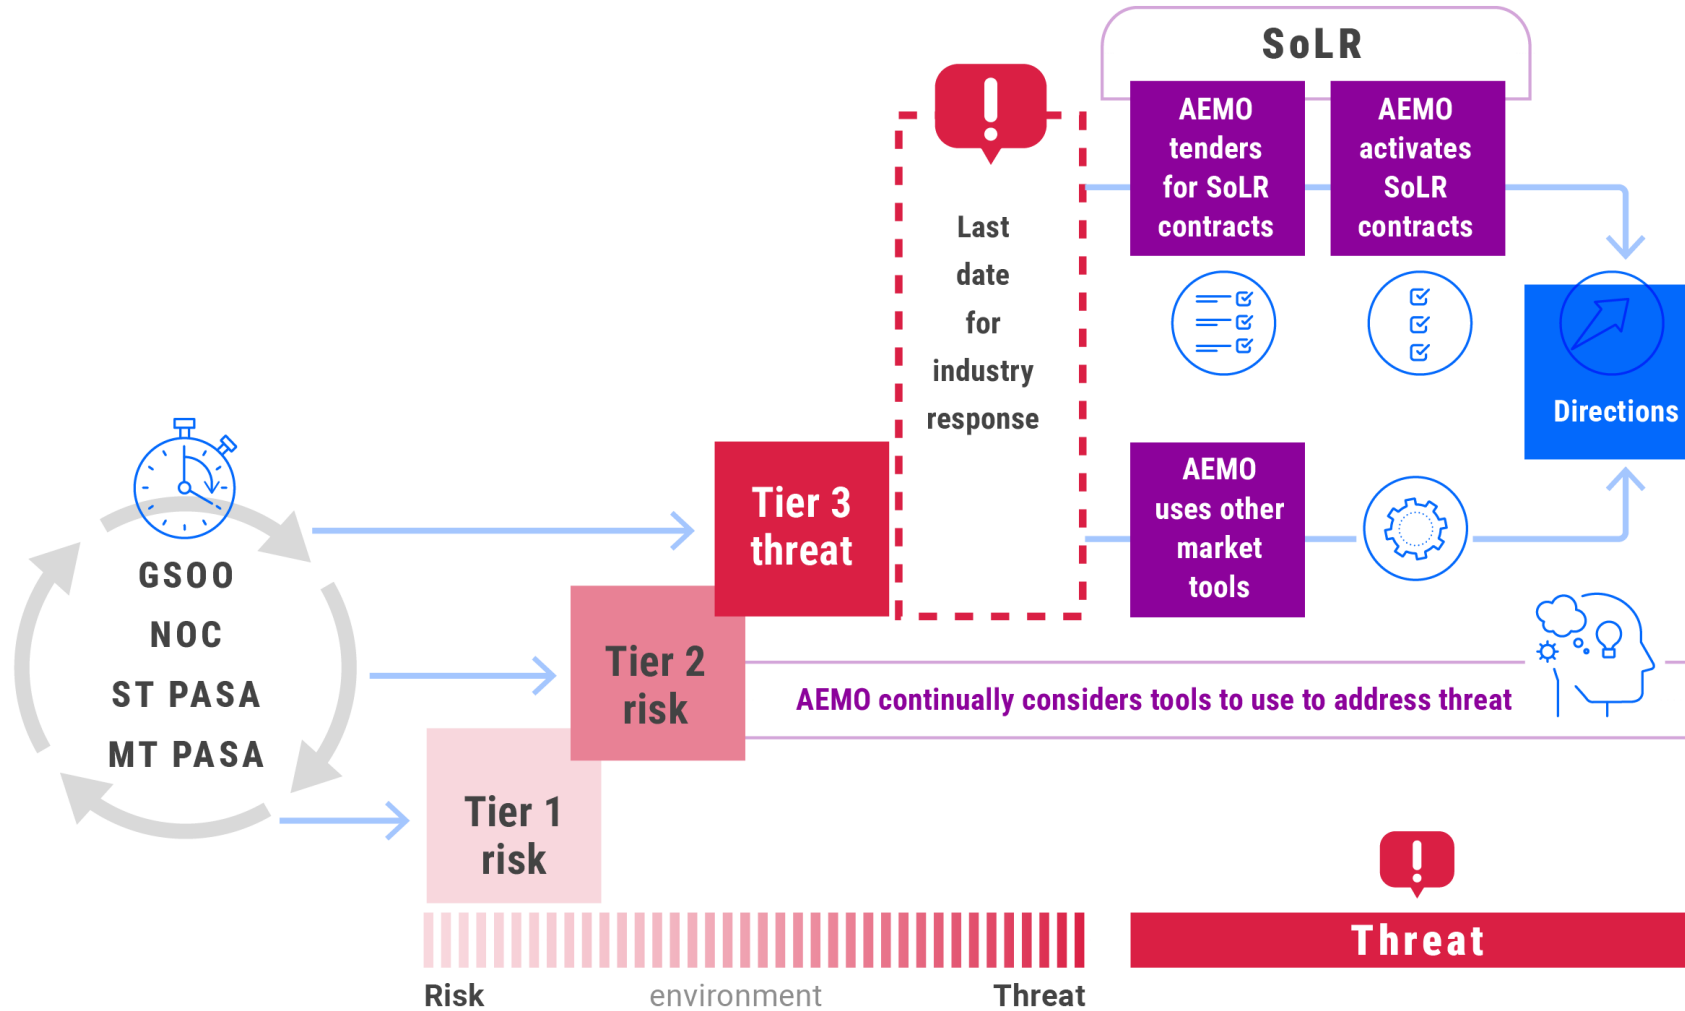 SoLR
AEMO
tenders
for SoLR
contracts
AEMO
activates
SoLR
contracts
Last
date
for
industry
response
Directions
AEMO
uses other
market
tools
GSOO
NOC
ST PASA
MT PASA
Tier 3
threat
Tier 2
risk
Tier 1
risk
AEMO continually considers tools to use to address threat
Threat
Risk
environment
Threat